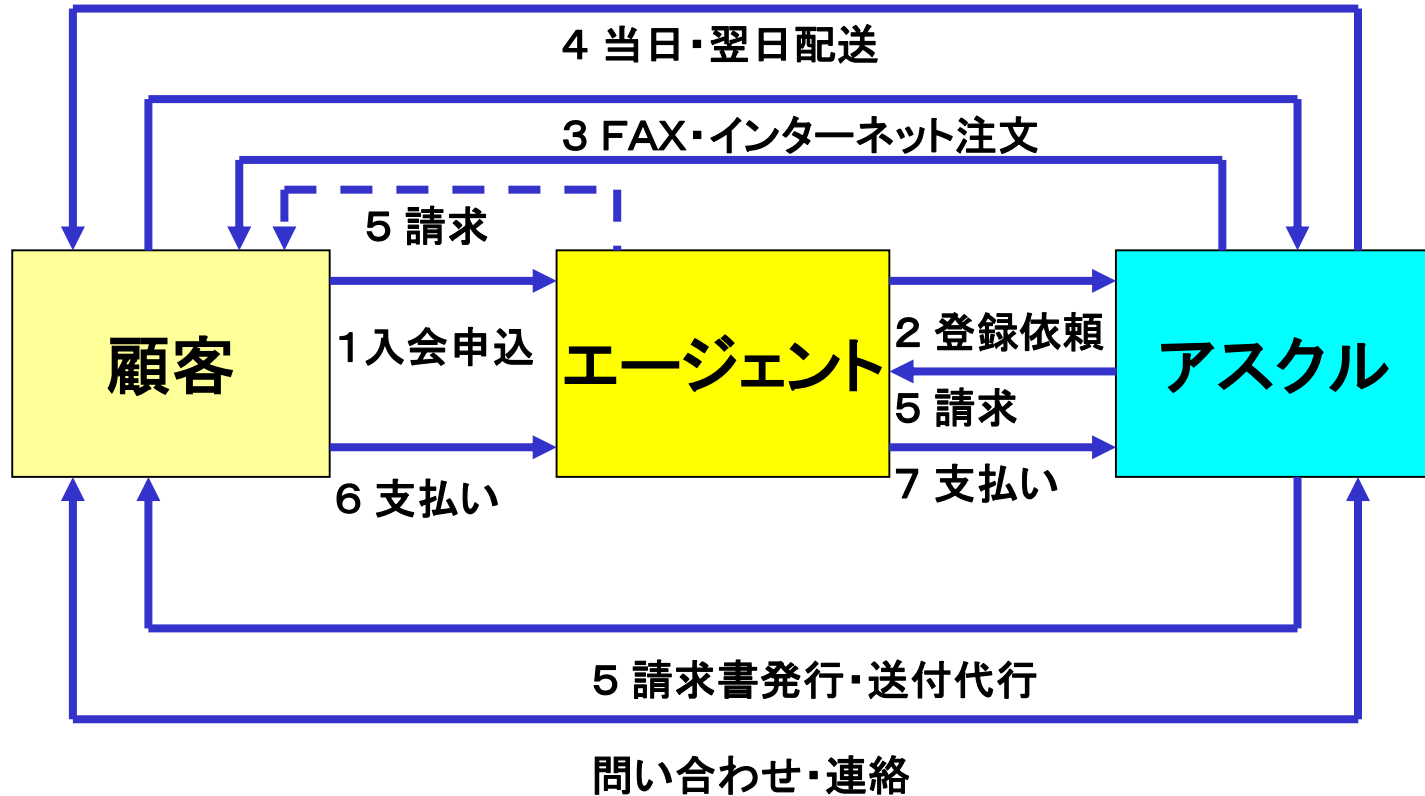 4 当日・翌日配送
3 FAX・インターネット注文
5 請求
顧客
1入会申込
エージェント
2 登録依頼
アスクル
5 請求
6 支払い
7 支払い
5 請求書発行・送付代行
問い合わせ・連絡